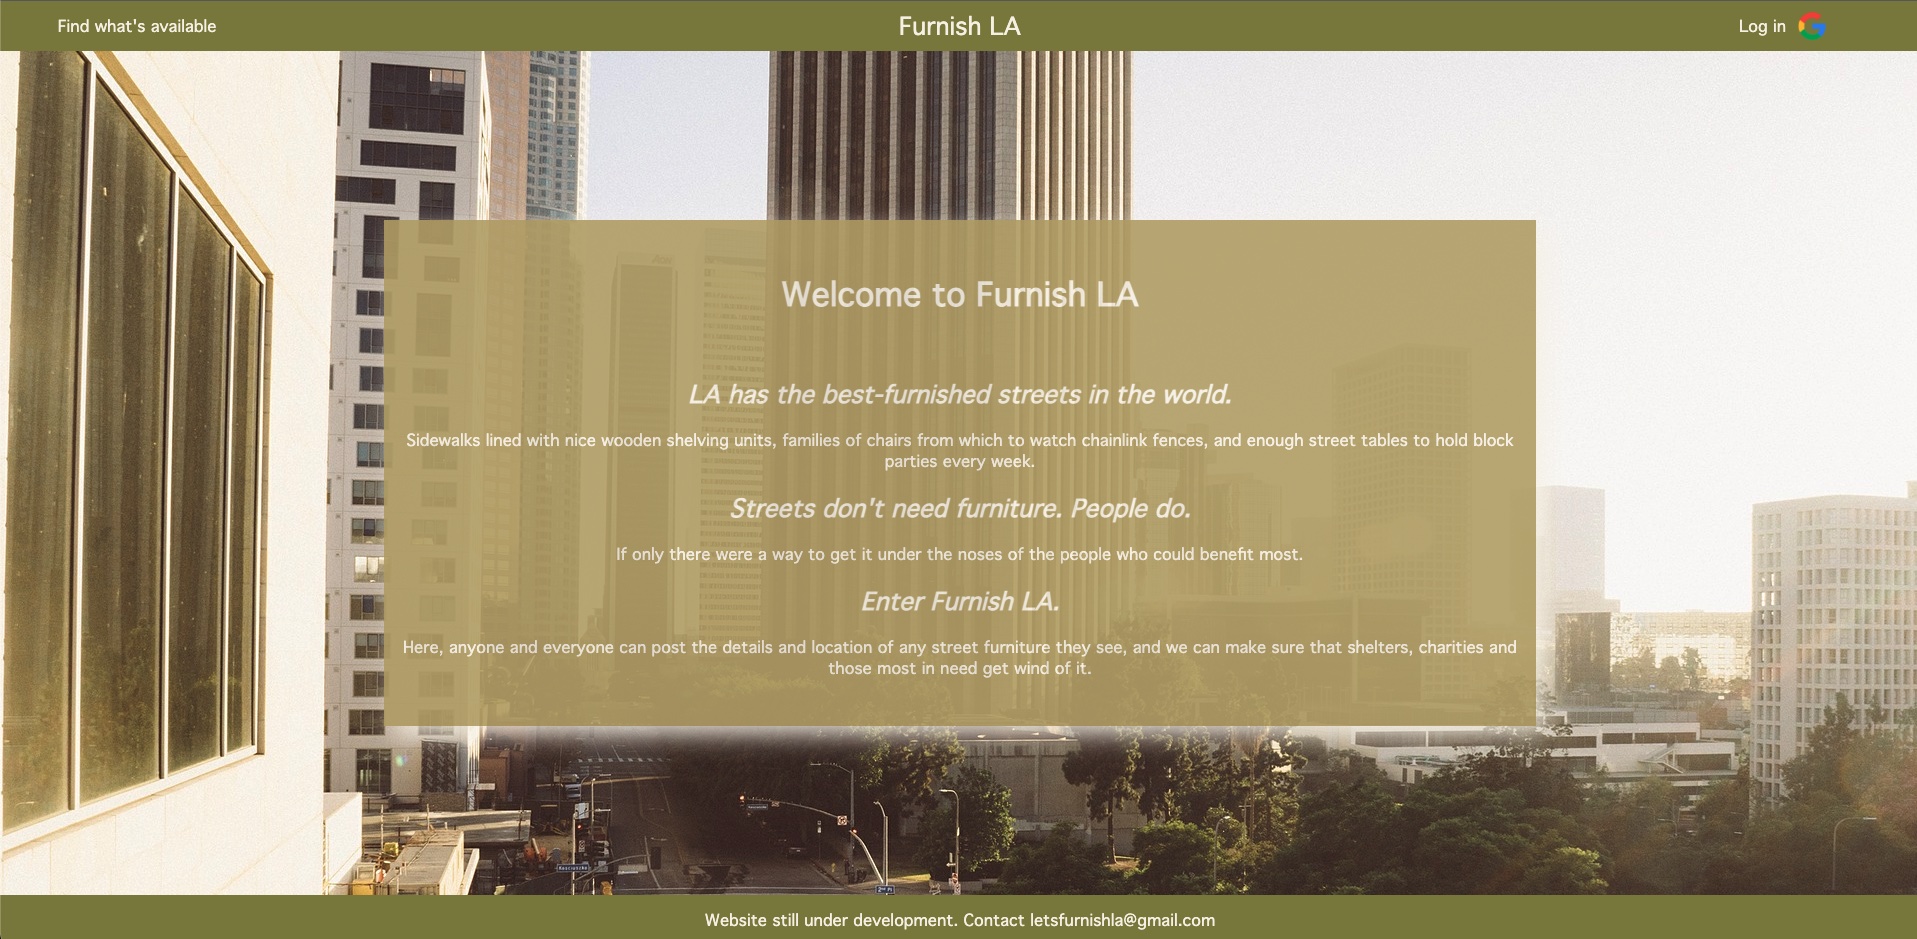 Find what's available
Furnish LA
Log in
Welcome to Furnish LA
LA has the best-furnished streets in the world.
Sidewalks lined with nice wooden shelving units, families of chairs from which to watch chainlink fences, and enough street tables to hold block
parties every week.
Streets don't need furniture. People do.
If only there were a way to get it under the noses of the people who could benefit most.
Enter Furnish LA.
Here, anyone and everyone can post the details and location of any street furniture they see, and we can make sure that shelters, charities and
those most in need get wind of it.
Website still under development. Contact letsfurnishla@gmail.com